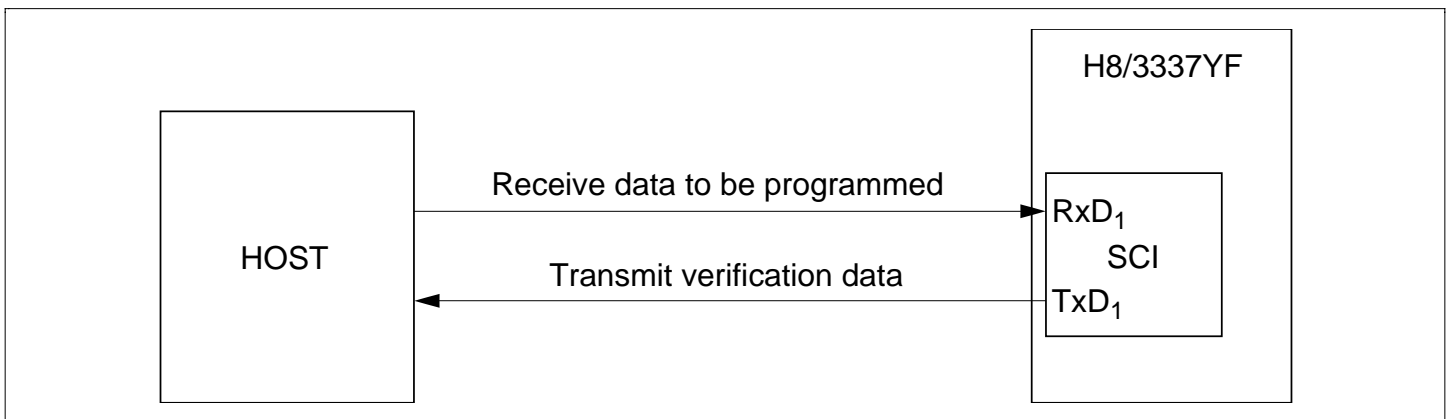 H8/3337YF
Receive data to be programmed
RxD₁
HOST
SCI
Transmit verification data
TxD₁